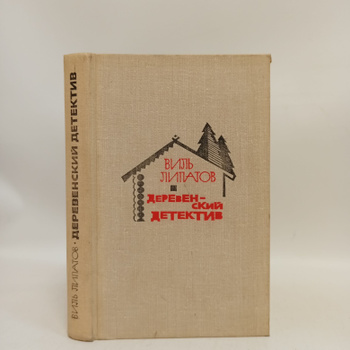 ВИЛЬ ЛИПАТОВ · ДЕРЕВЕНСКИЙ ДЕТЕКТИВ
ВИЛЬ
ЛИПАТОВ
ДЕРЕВЕН-
СКИЙ
ДЕТЕКТИВ